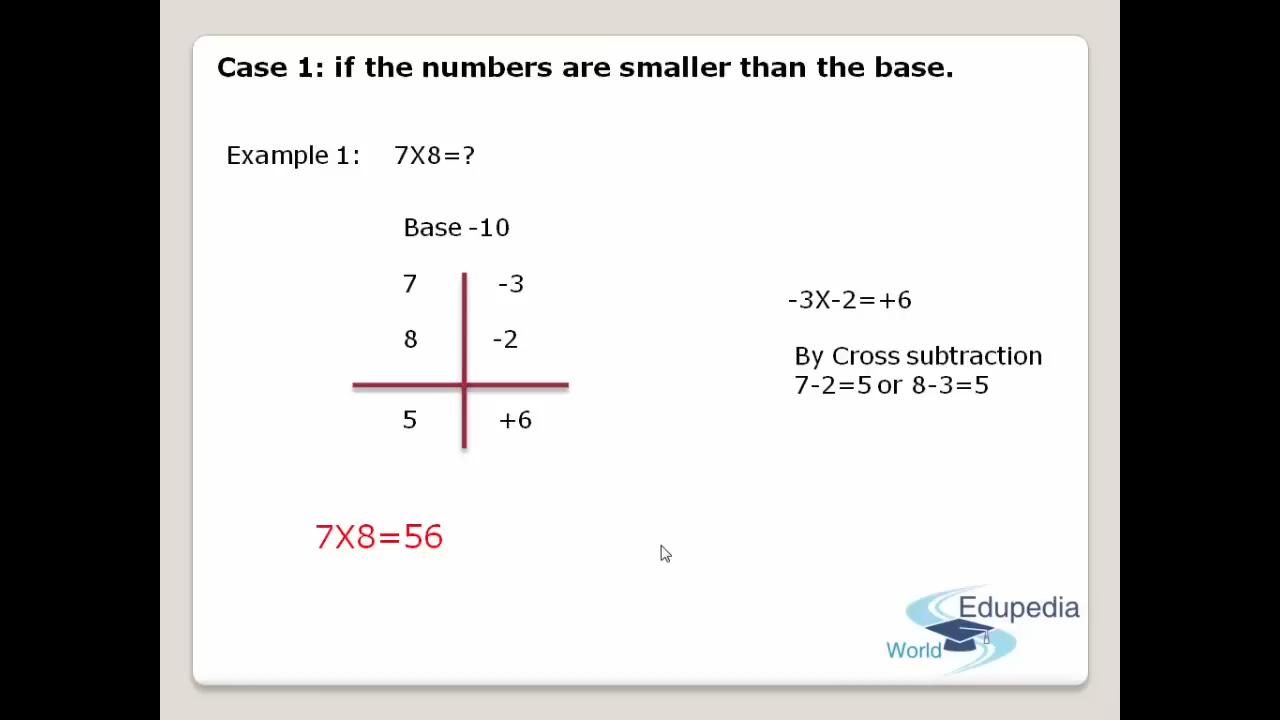 Case 1: if the numbers are smaller than the base.
Example 1: 7X8=?
Base -10
7 -3
8 -2
5 +6
-3X-2=+6
By Cross subtraction
7-2=5 or 8-3=5
7X8=56
Edupedia
World